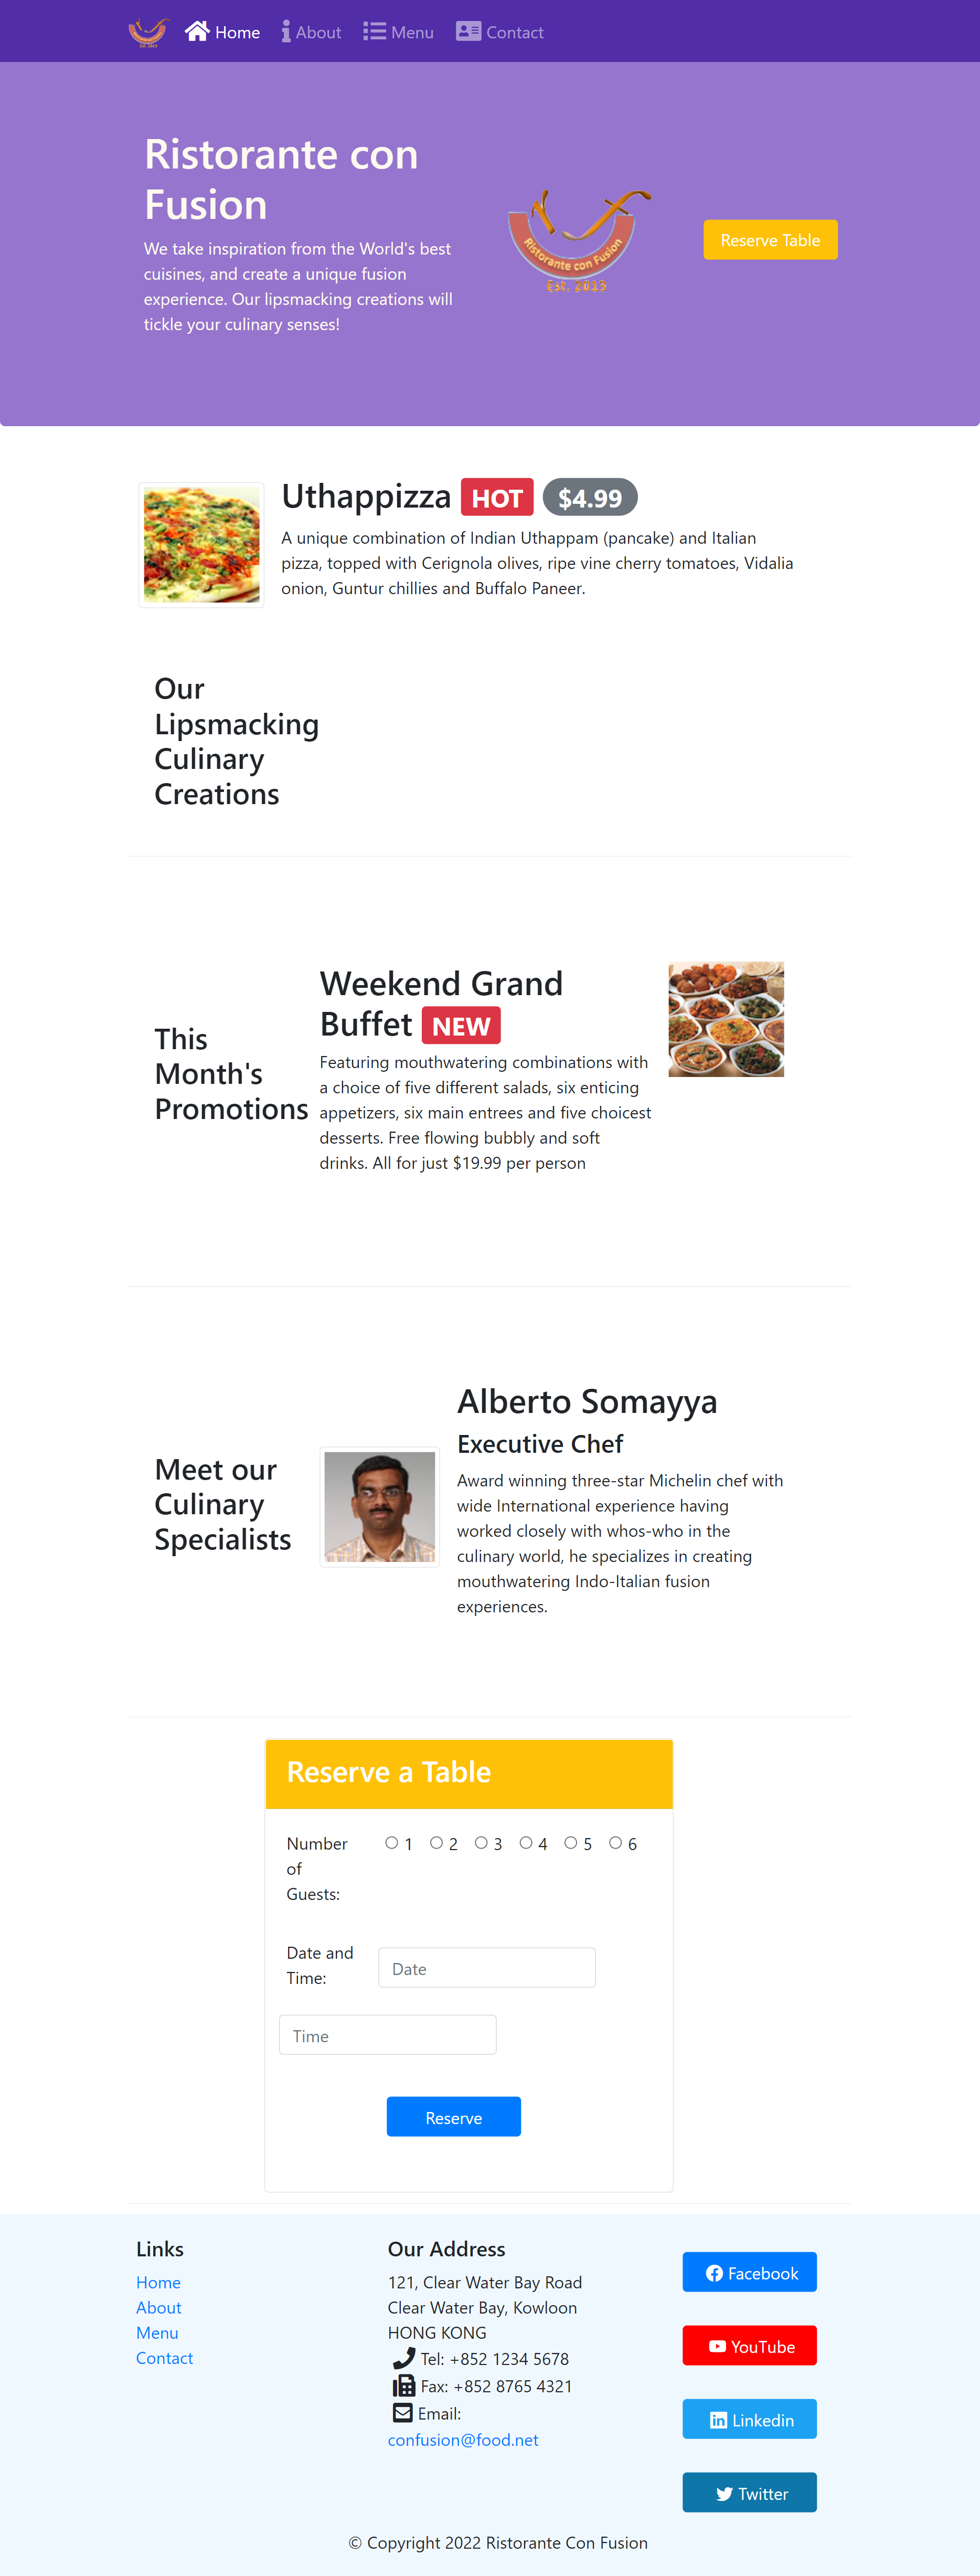 Home About Menu Contact
Ristorante con
Fusion
We take inspiration from the World's best
cuisines, and create a unique fusion
experience. Our lipsmacking creations will
tickle your culinary senses!
Ristorante con Fusion
Est. 2019
Reserve Table
Uthappizza HOT $4.99
A unique combination of Indian Uthappam (pancake) and Italian
pizza, topped with Cerignola olives, ripe vine cherry tomatoes, Vidalia
onion, Guntur chillies and Buffalo Paneer.
Our
Lipsmacking
Culinary
Creations
This
Month's
Promotions
Weekend Grand
Buffet NEW
Featuring mouthwatering combinations with
a choice of five different salads, six enticing
appetizers, six main entrees and five choicest
desserts. Free flowing bubbly and soft
drinks. All for just $19.99 per person
Meet our
Culinary
Specialists
Alberto Somayya
Executive Chef
Award winning three-star Michelin chef with
wide International experience having
worked closely with whos-who in the
culinary world, he specializes in creating
mouthwatering Indo-Italian fusion
experiences.
Reserve a Table
Number
of
Guests:
1 2 3 4 5 6
Date and
Time:
Date
Time
Reserve
Links
Home
About
Menu
Contact
Our Address
121, Clear Water Bay Road
Clear Water Bay, Kowloon
HONG KONG
Tel: +852 1234 5678
Fax: +852 8765 4321
Email:
confusion@food.net
Facebook
YouTube
Linkedin
Twitter
© Copyright 2022 Ristorante Con Fusion